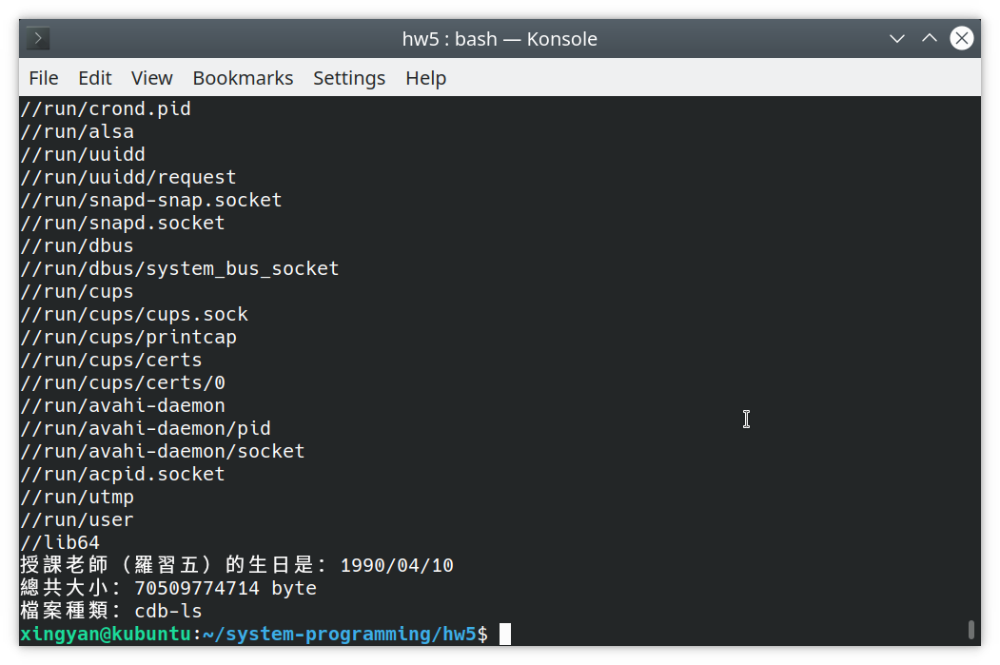 hw5 : bash — Konsole
File Edit View Bookmarks Settings Help
//run/crond.pid
//run/alsa
//run/uuidd
//run/uuidd/request
//run/snapd-snap.socket
//run/snapd.socket
//run/dbus
//run/dbus/system_bus_socket
//run/cups
//run/cups/cups.sock
//run/cups/printcap
//run/cups/certs
//run/cups/certs/0
//run/avahi-daemon
//run/avahi-daemon/pid
//run/avahi-daemon/socket
//run/acpid.socket
//run/utmp
//run/user
//lib64
授課老師（羅習五）的生日是：1990/04/10
總共大小：70509774714 byte
檔案種類：cdb-ls
xingyan@kubuntu:~/system-programming/hw5$